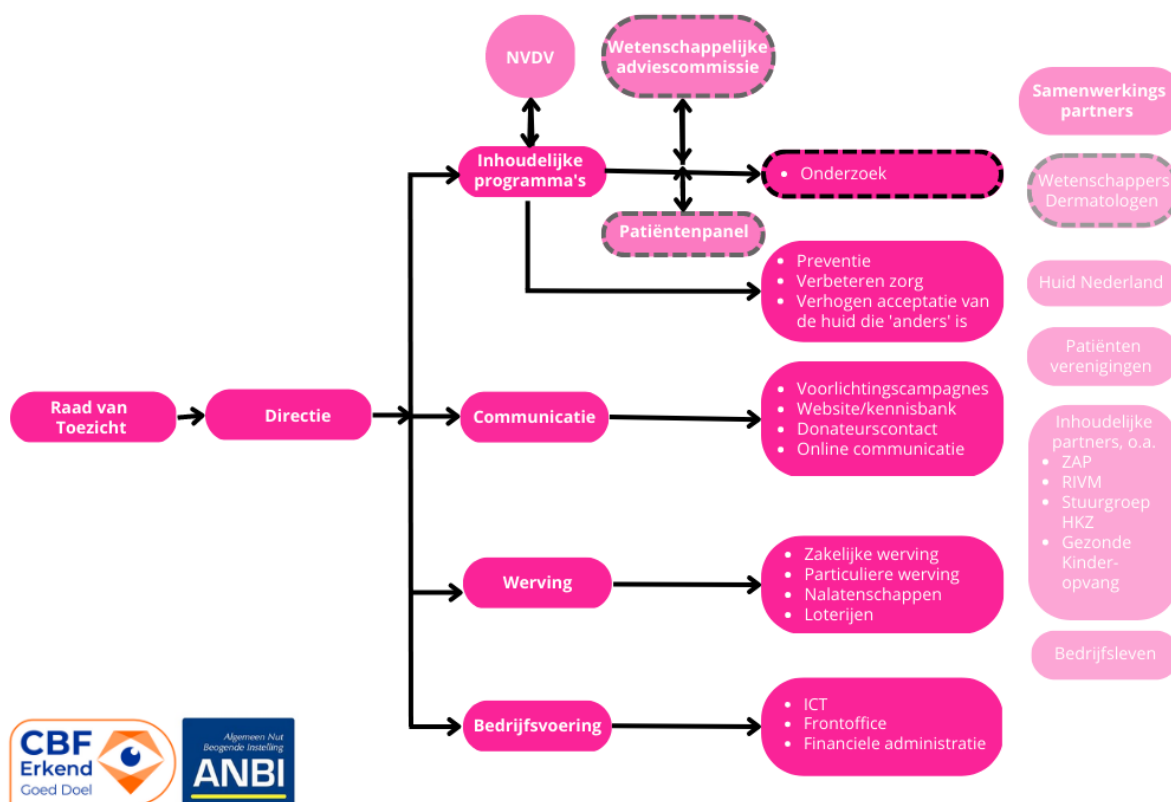 NVDV
Wetenschappelijke
adviescommissie
Samenwerkings
partners
Inhoudelijke
programma's
• Onderzoek
Wetenschappers
Dermatologen
Patiëntenpanel
• Preventie
• Verbeteren zorg
• Verhogen acceptatie van
de huid die 'anders' is
Huid Nederland
Patiënten
verenigingen
Raad van
Toezicht
Directie
Communicatie
• Voorlichtingscampagnes
• Website/kennisbank
• Donateurscontact
• Online communicatie
Inhoudelijke
partners, o.a.
• ZAP
• RIVM
• Stuurgroep
HKZ
• Gezonde
Kinder-
opvang
Werving
• Zakelijke werving
• Particuliere werving
• Nalatenschappen
• Loterijen
Bedrijfsleven
Bedrijfsvoering
• ICT
• Frontoffice
• Financiele administratie
CBF
Erkend
Goed Doel
Algemeen Nut
Beogende Instelling
ANBI